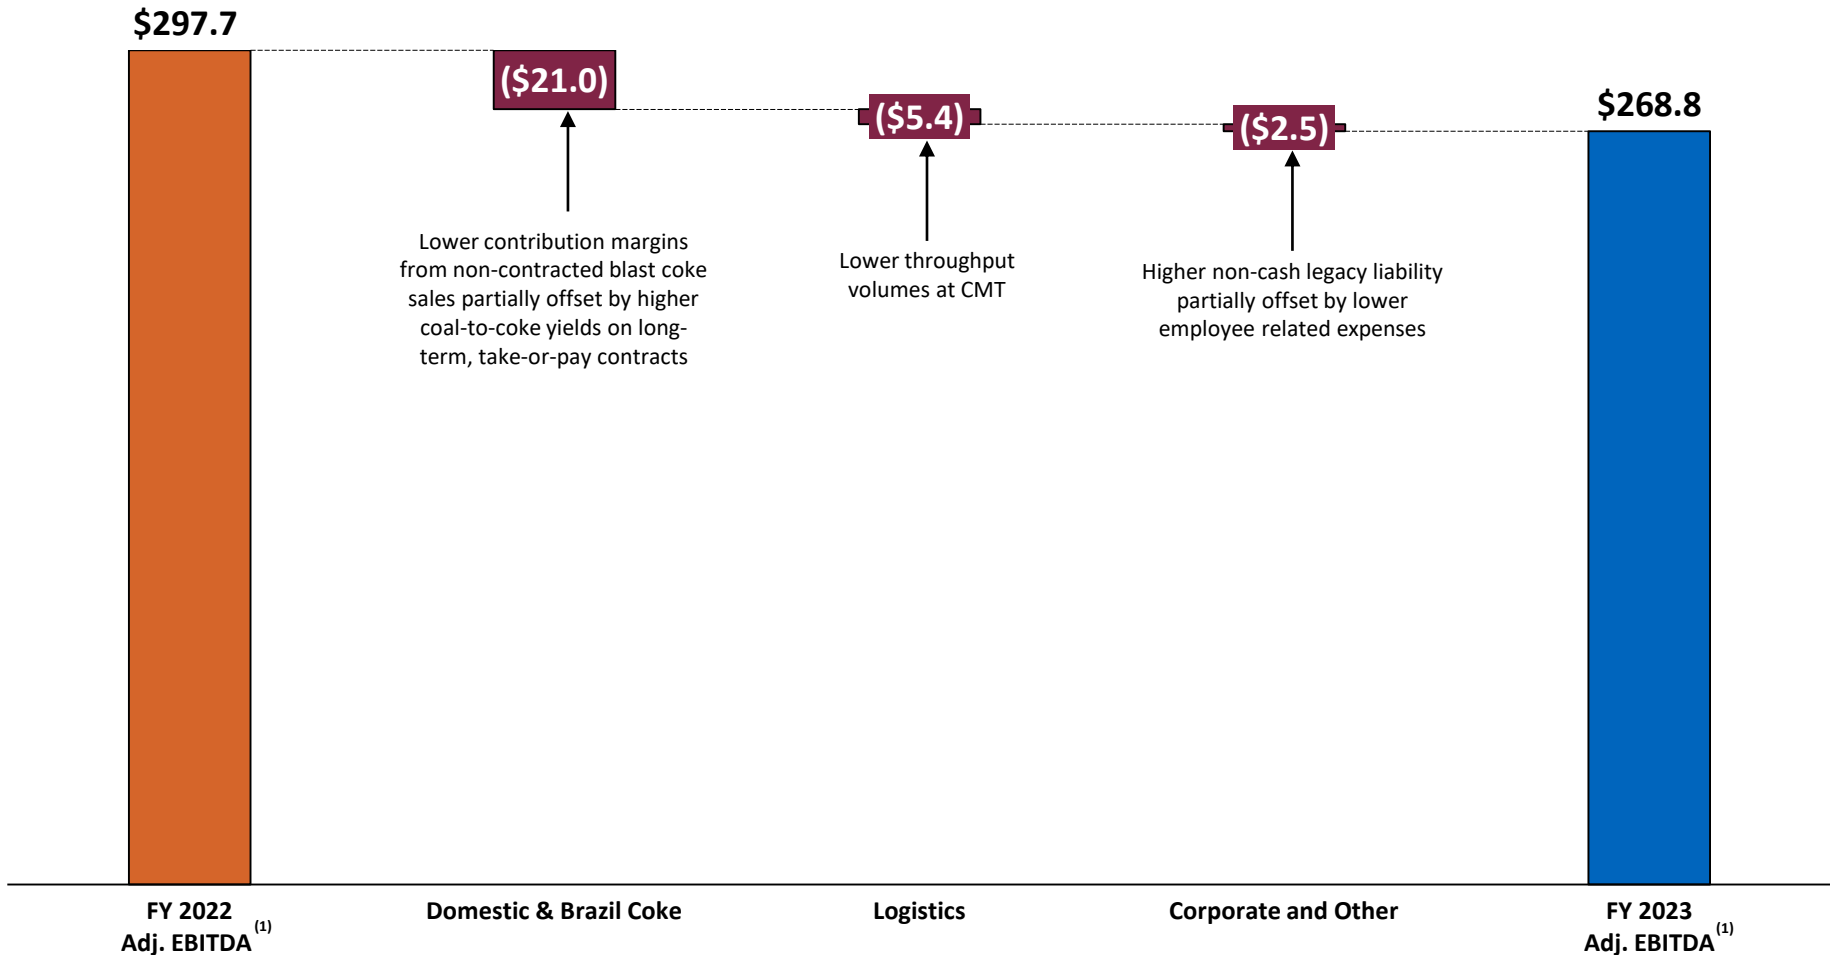 $297.7
($21.0)
($5.4)
($2.5)
$268.8
Lower contribution margins
from non-contracted blast coke
sales partially offset by higher
coal-to-coke yields on long-
term, take-or-pay contracts
Lower throughput
volumes at CMT
Higher non-cash legacy liability
partially offset by lower
employee related expenses
FY 2022
Adj. EBITDA (1)
Domestic & Brazil Coke
Logistics
Corporate and Other
FY 2023
Adj. EBITDA (1)